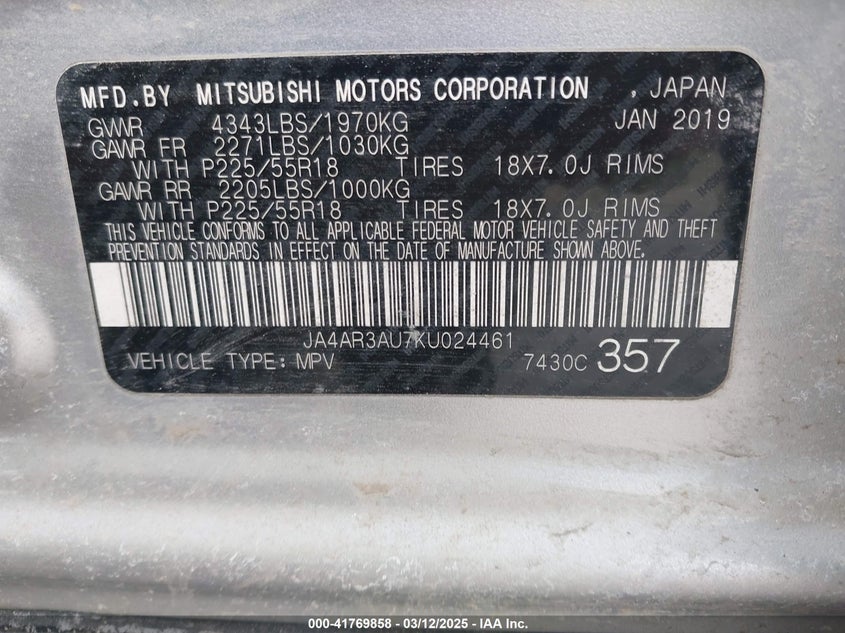 MFD.BY MITSUBISHI MOTORS CORPORATION , JAPAN
GVWR 4343LBS/1970KG JAN 2019
GAWR FR 2271LBS/1030KG
WITH P225/55R18 TIRES 18X7.0J RIMS
GAWR RR 2205LBS/1000KG
WITH P225/55R18 TIRES 18X7.0J RIMS
THIS VEHICLE CONFORMS TO ALL APPLICABLE FEDERAL MOTOR VEHICLE SAFETY AND THEFT
PREVENTION STANDARDS IN EFFECT ON THE DATE OF MANUFACTURE SHOWN ABOVE.
JA4AR3AU7KU024461
VEHICLE TYPE: MPV 7430C 357
000-41769858 - 03/12/2025 - IAA Inc.